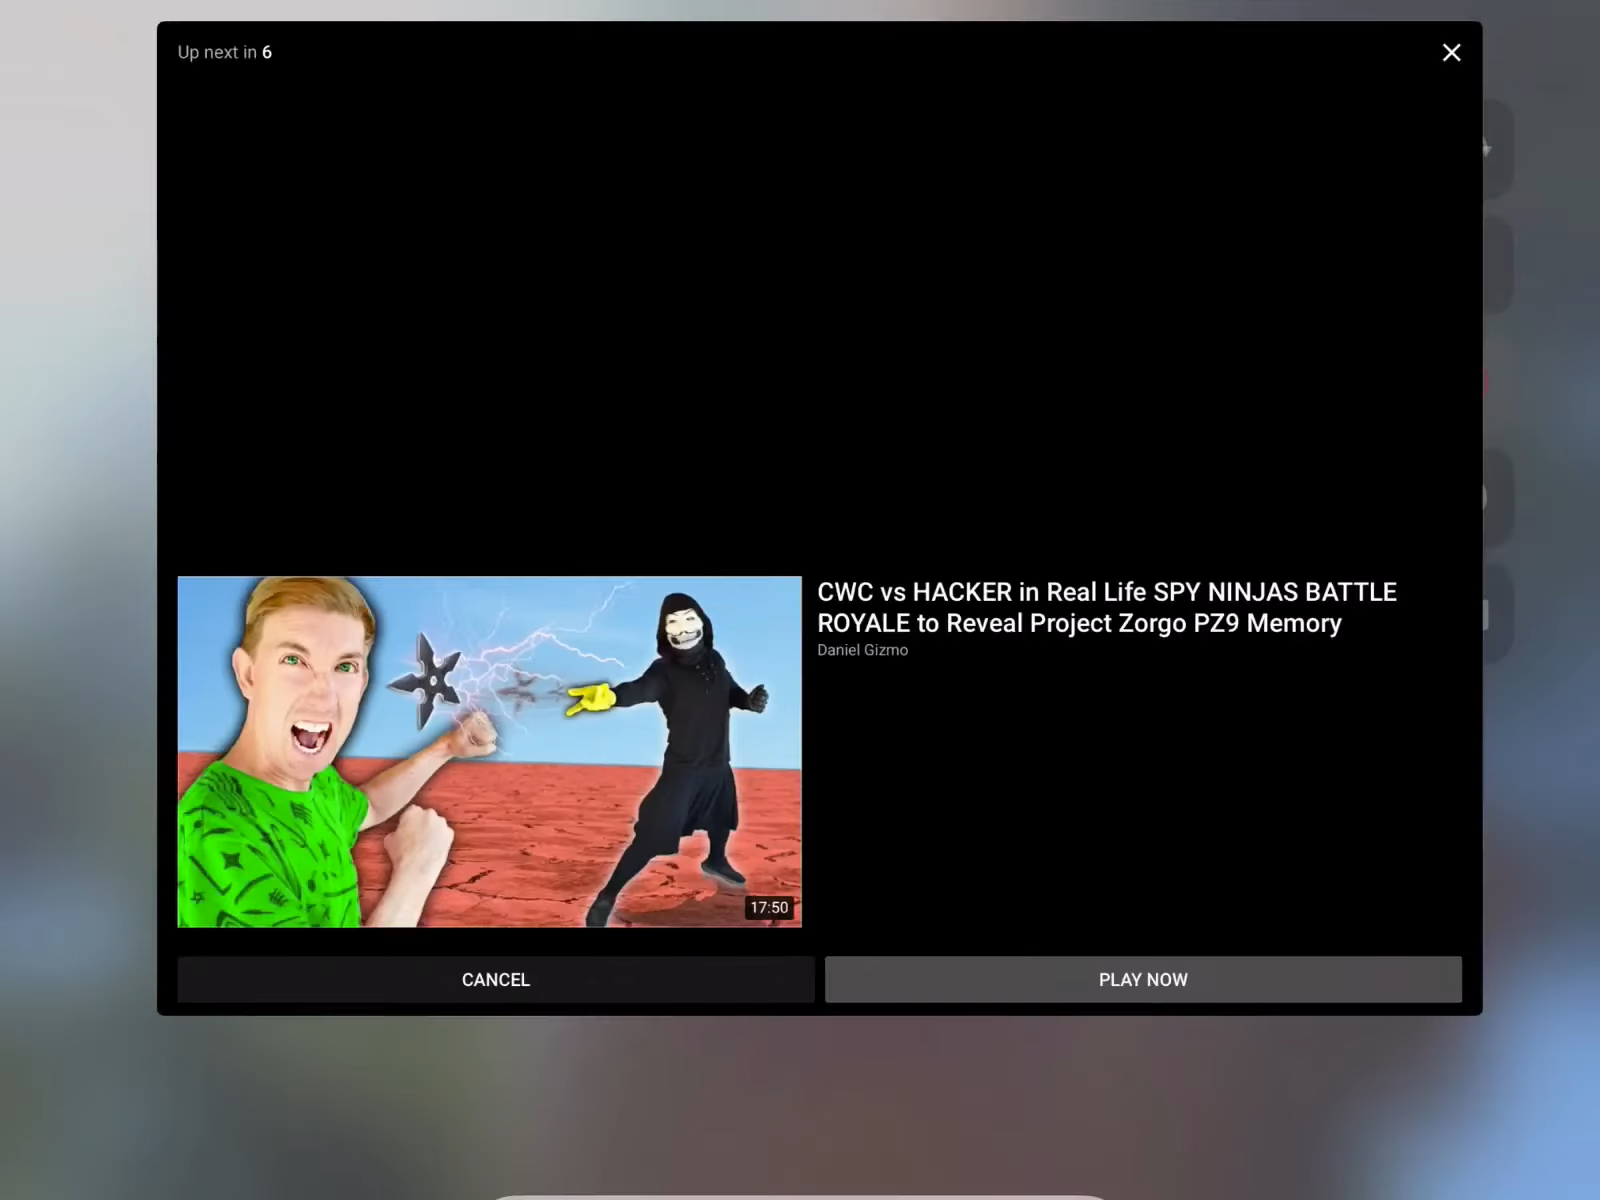 Up next in 6
CWC vs HACKER in Real Life SPY NINJAS BATTLE
ROYALE to Reveal Project Zorgo PZ9 Memory
Daniel Gizmo
17:50
CANCEL
PLAY NOW